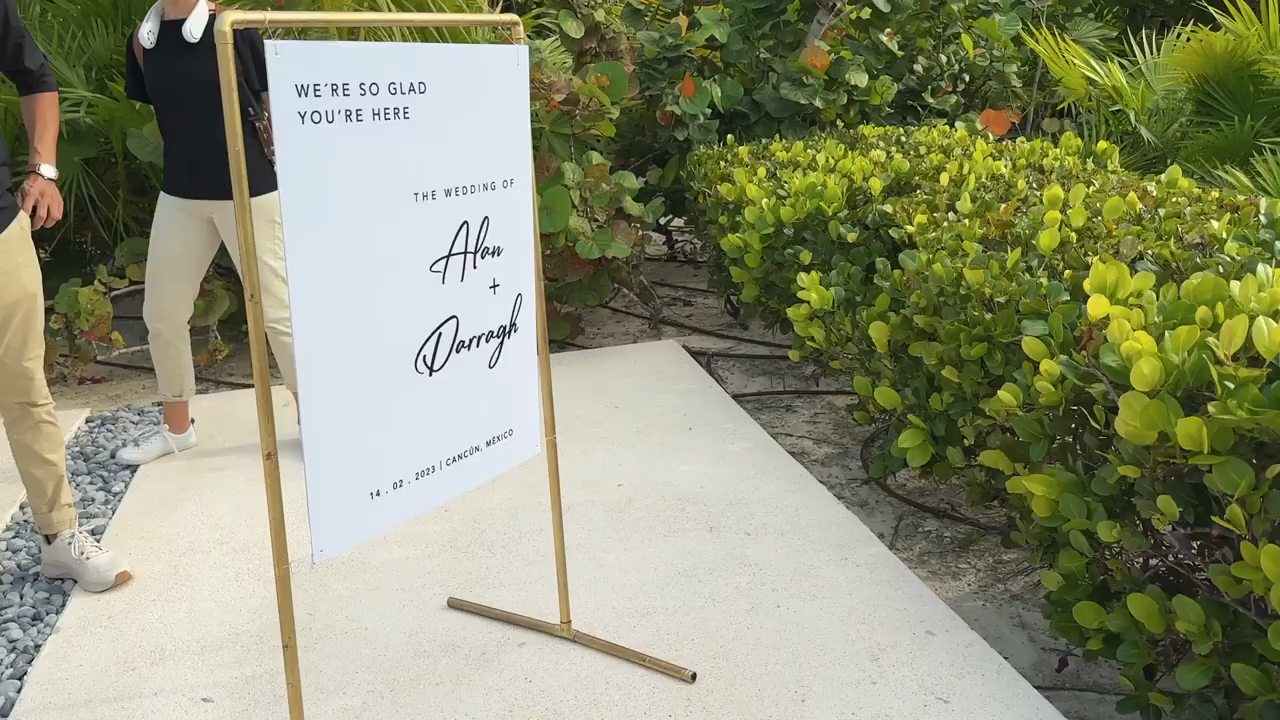 WE'RE SO GLAD
YOU'RE HERE
THE WEDDING OF
Alan
+
Darragh
14 . 02 . 2023 | CANCÚN, MÉXICO